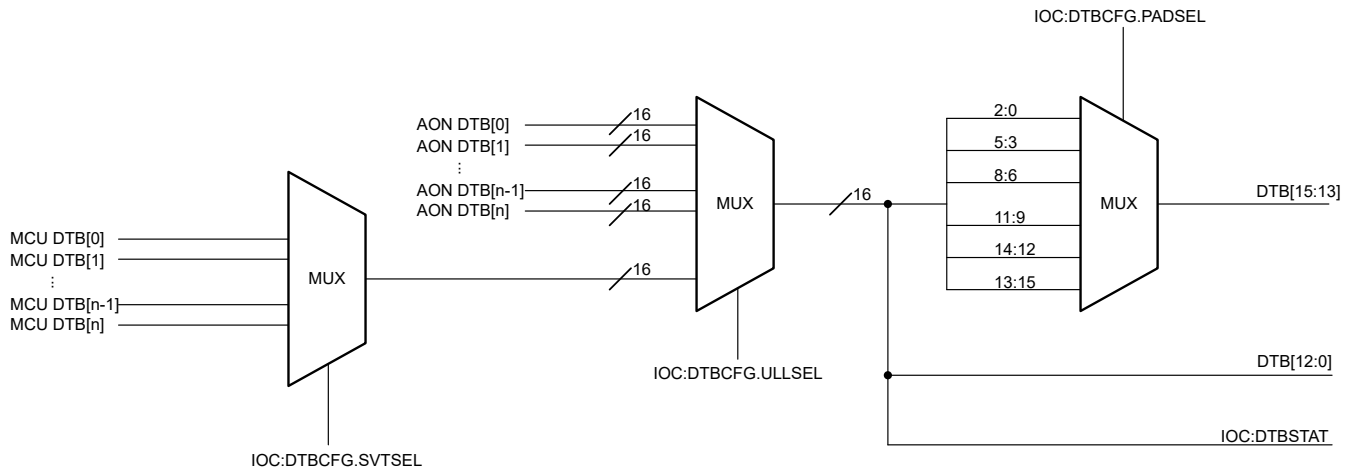 IOC:DTBCFG.PADSEL
AON DTB[0]
16
AON DTB[1]
16
⋮
AON DTB[n-1]
16
AON DTB[n]
16
16
MUX
IOC:DTBCFG.ULLSEL
MCU DTB[0]
MCU DTB[1]
⋮
MCU DTB[n-1]
MCU DTB[n]
MUX
IOC:DTBCFG.SVTSEL
16
2:0
5:3
8:6
11:9
14:12
13:15
MUX
DTB[15:13]
DTB[12:0]
IOC:DTBSTAT